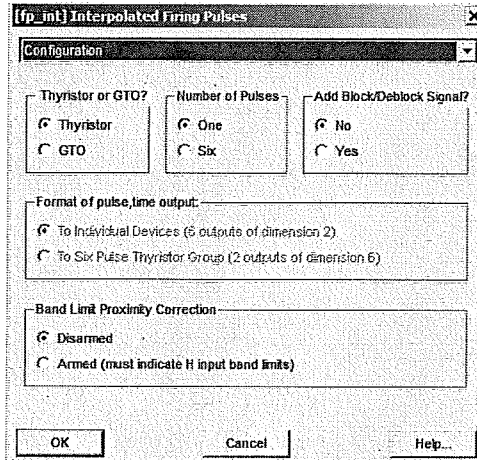 [fp_int] Interpolated Firing Pulses
Configuration
Thyristor or GTO? Number of Pulses Add Block/Deblock Signal?
Thyristor One No
GTO Six Yes
Format of pulse,time output:
To Individual Devices (6 outputs of dimension 2)
To Six Pulse Thyristor Group (2 outputs of dimension 6)
Band Limit Proximity Correction
Disarmed
Armed (must indicate H input band limits)
OK Cancel Help...